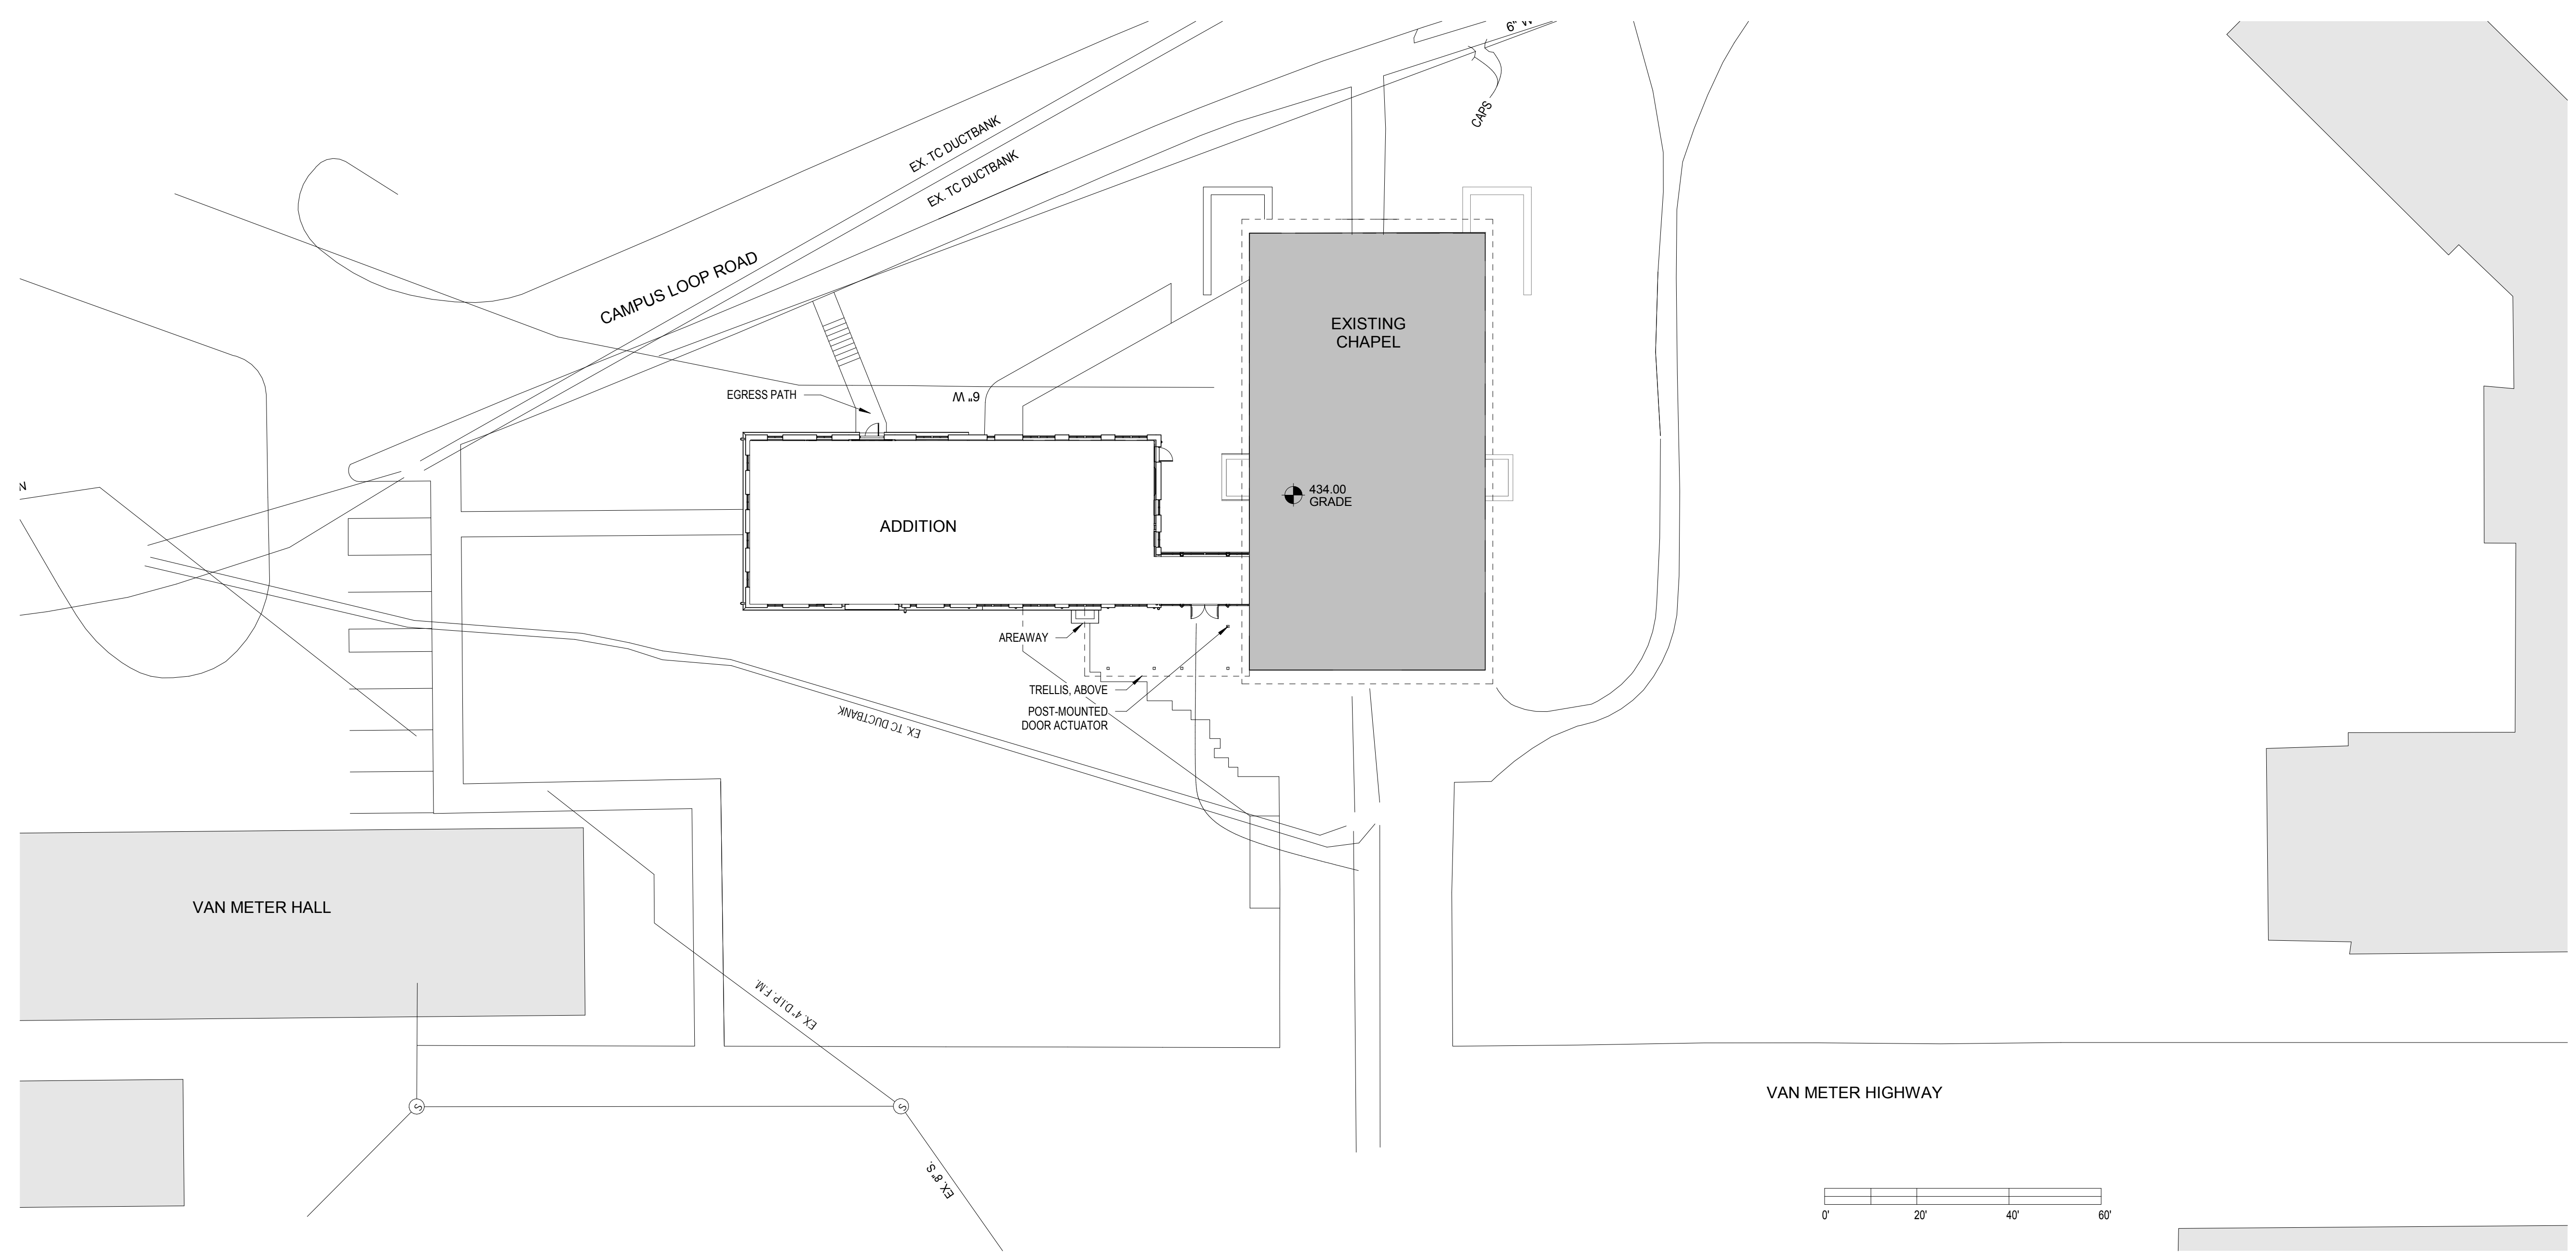 6" W
CAPS
EX. TC DUCTBANK
EX. TC DUCTBANK
CAMPUS LOOP ROAD
EXISTING
CHAPEL
EGRESS PATH
6" W
N
434.00
GRADE
ADDITION
AREAWAY
TRELLIS, ABOVE
POST-MOUNTED
DOOR ACTUATOR
EX. TC DUCTBANK
VAN METER HALL
EX. 4" D.I.P. F.M.
VAN METER HIGHWAY
S
S
EX. 8" S.
0'
20'
40'
60'